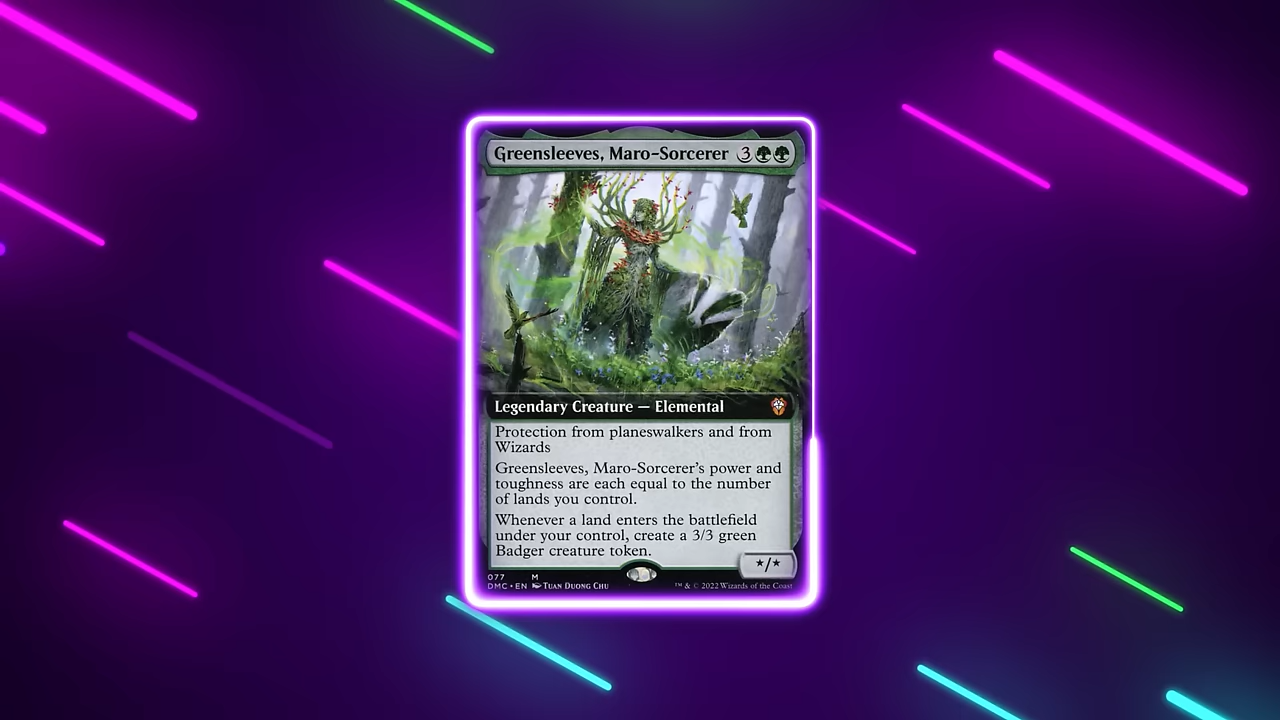 Greensleeves, Maro-Sorcerer 3
Legendary Creature — Elemental
Protection from planeswalkers and from
Wizards
Greensleeves, Maro-Sorcerer's power and
toughness are each equal to the number
of lands you control.
Whenever a land enters the battlefield
under your control, create a 3/3 green
Badger creature token.
★/★
077 M
DMC • EN Tuan Duong Chu ™ & © 2022 Wizards of the Coast